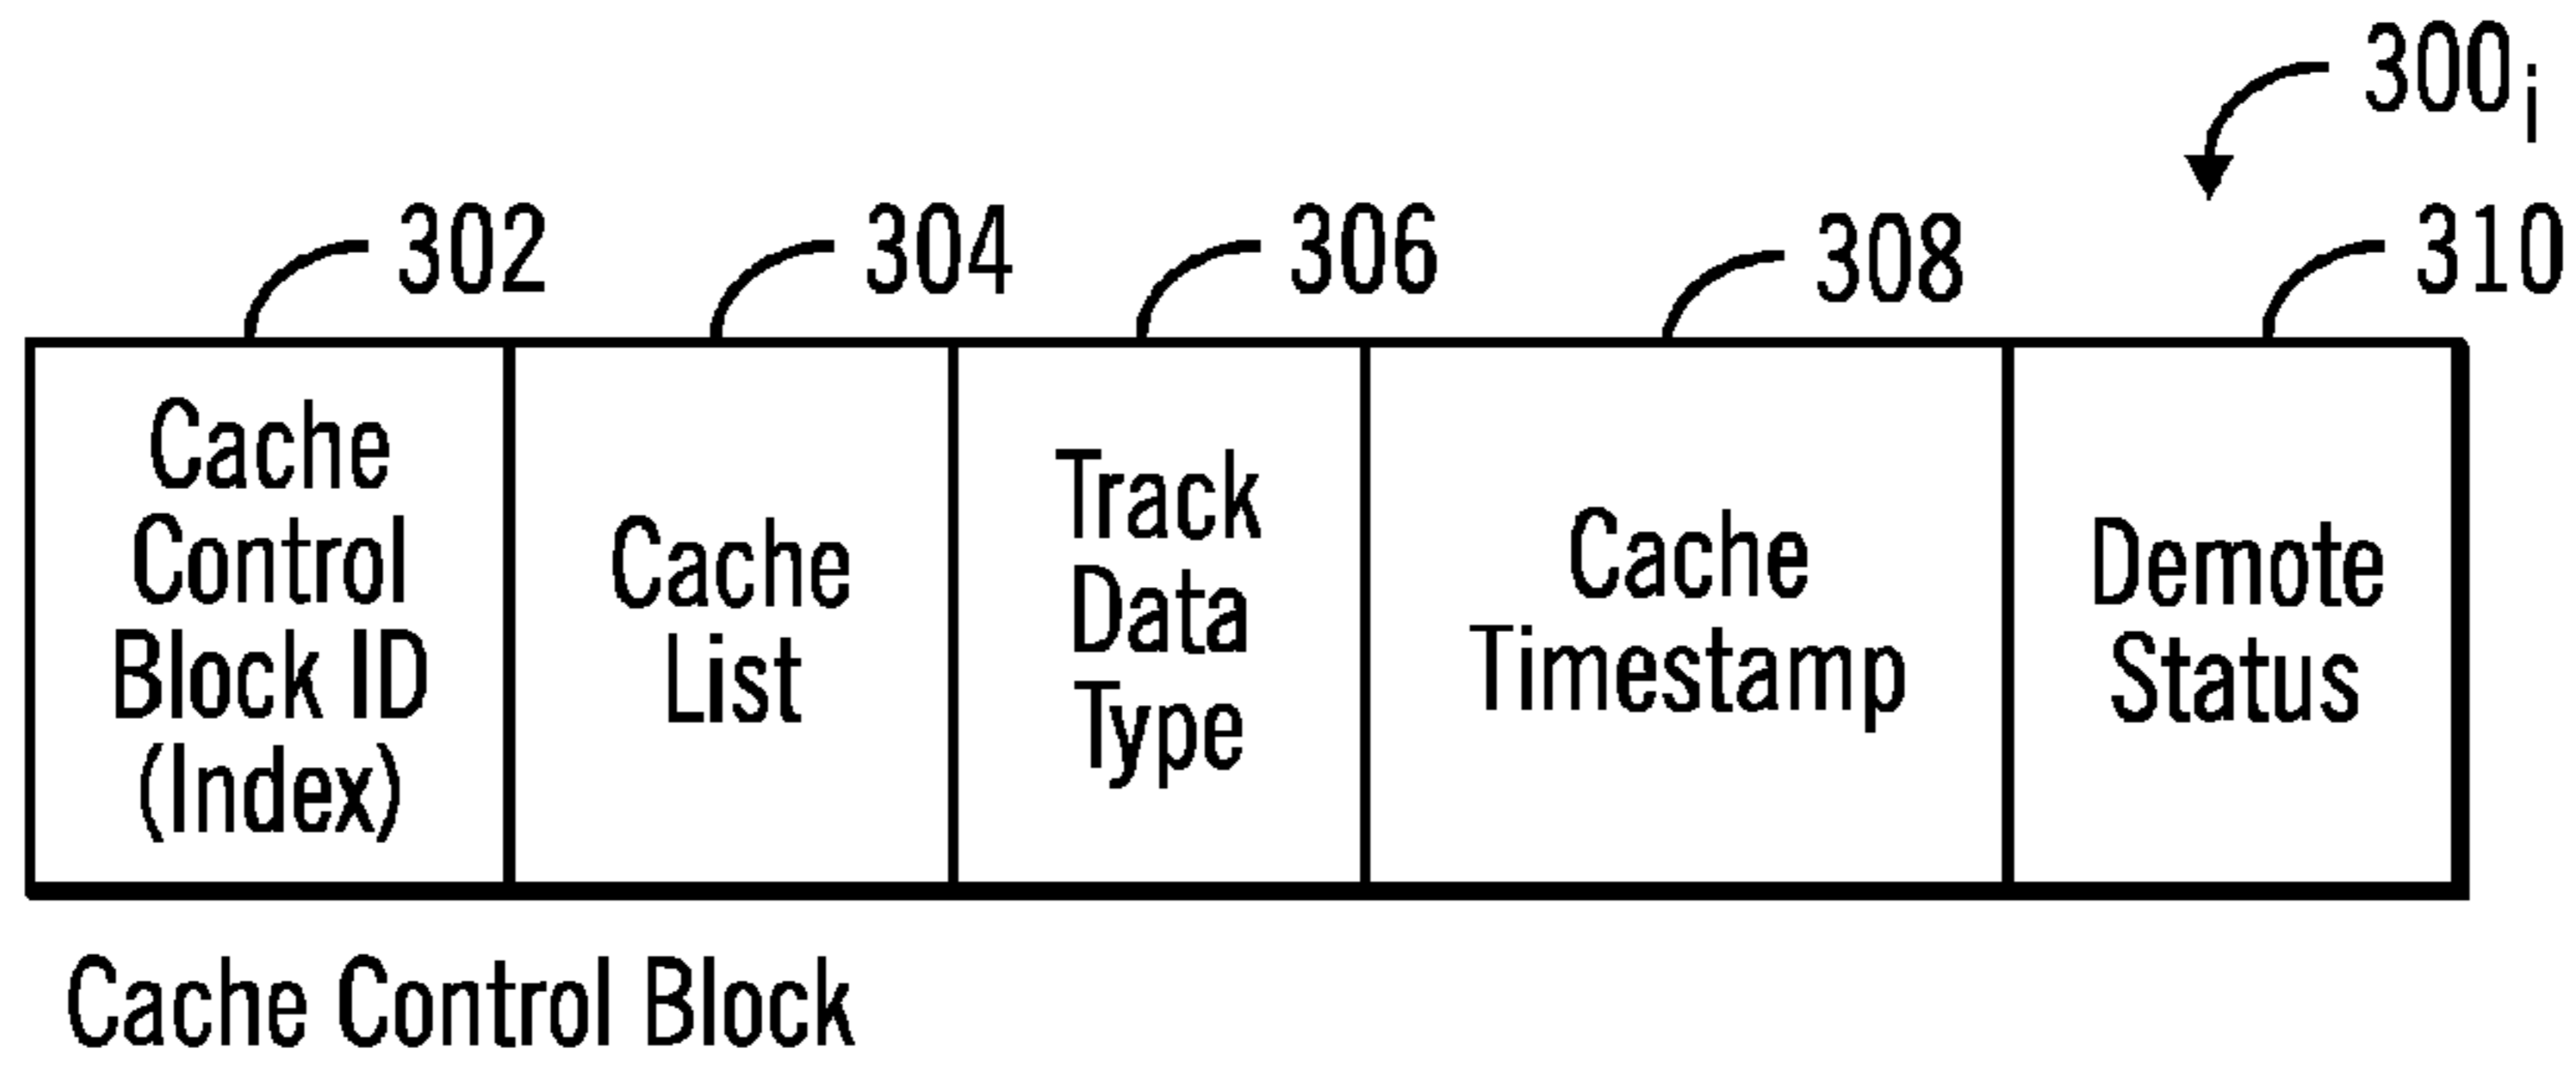 300i
302
304
306
308
310
Cache
Control
Block ID
(Index)
Cache
List
Track
Data
Type
Cache
Timestamp
Demote
Status
Cache Control Block